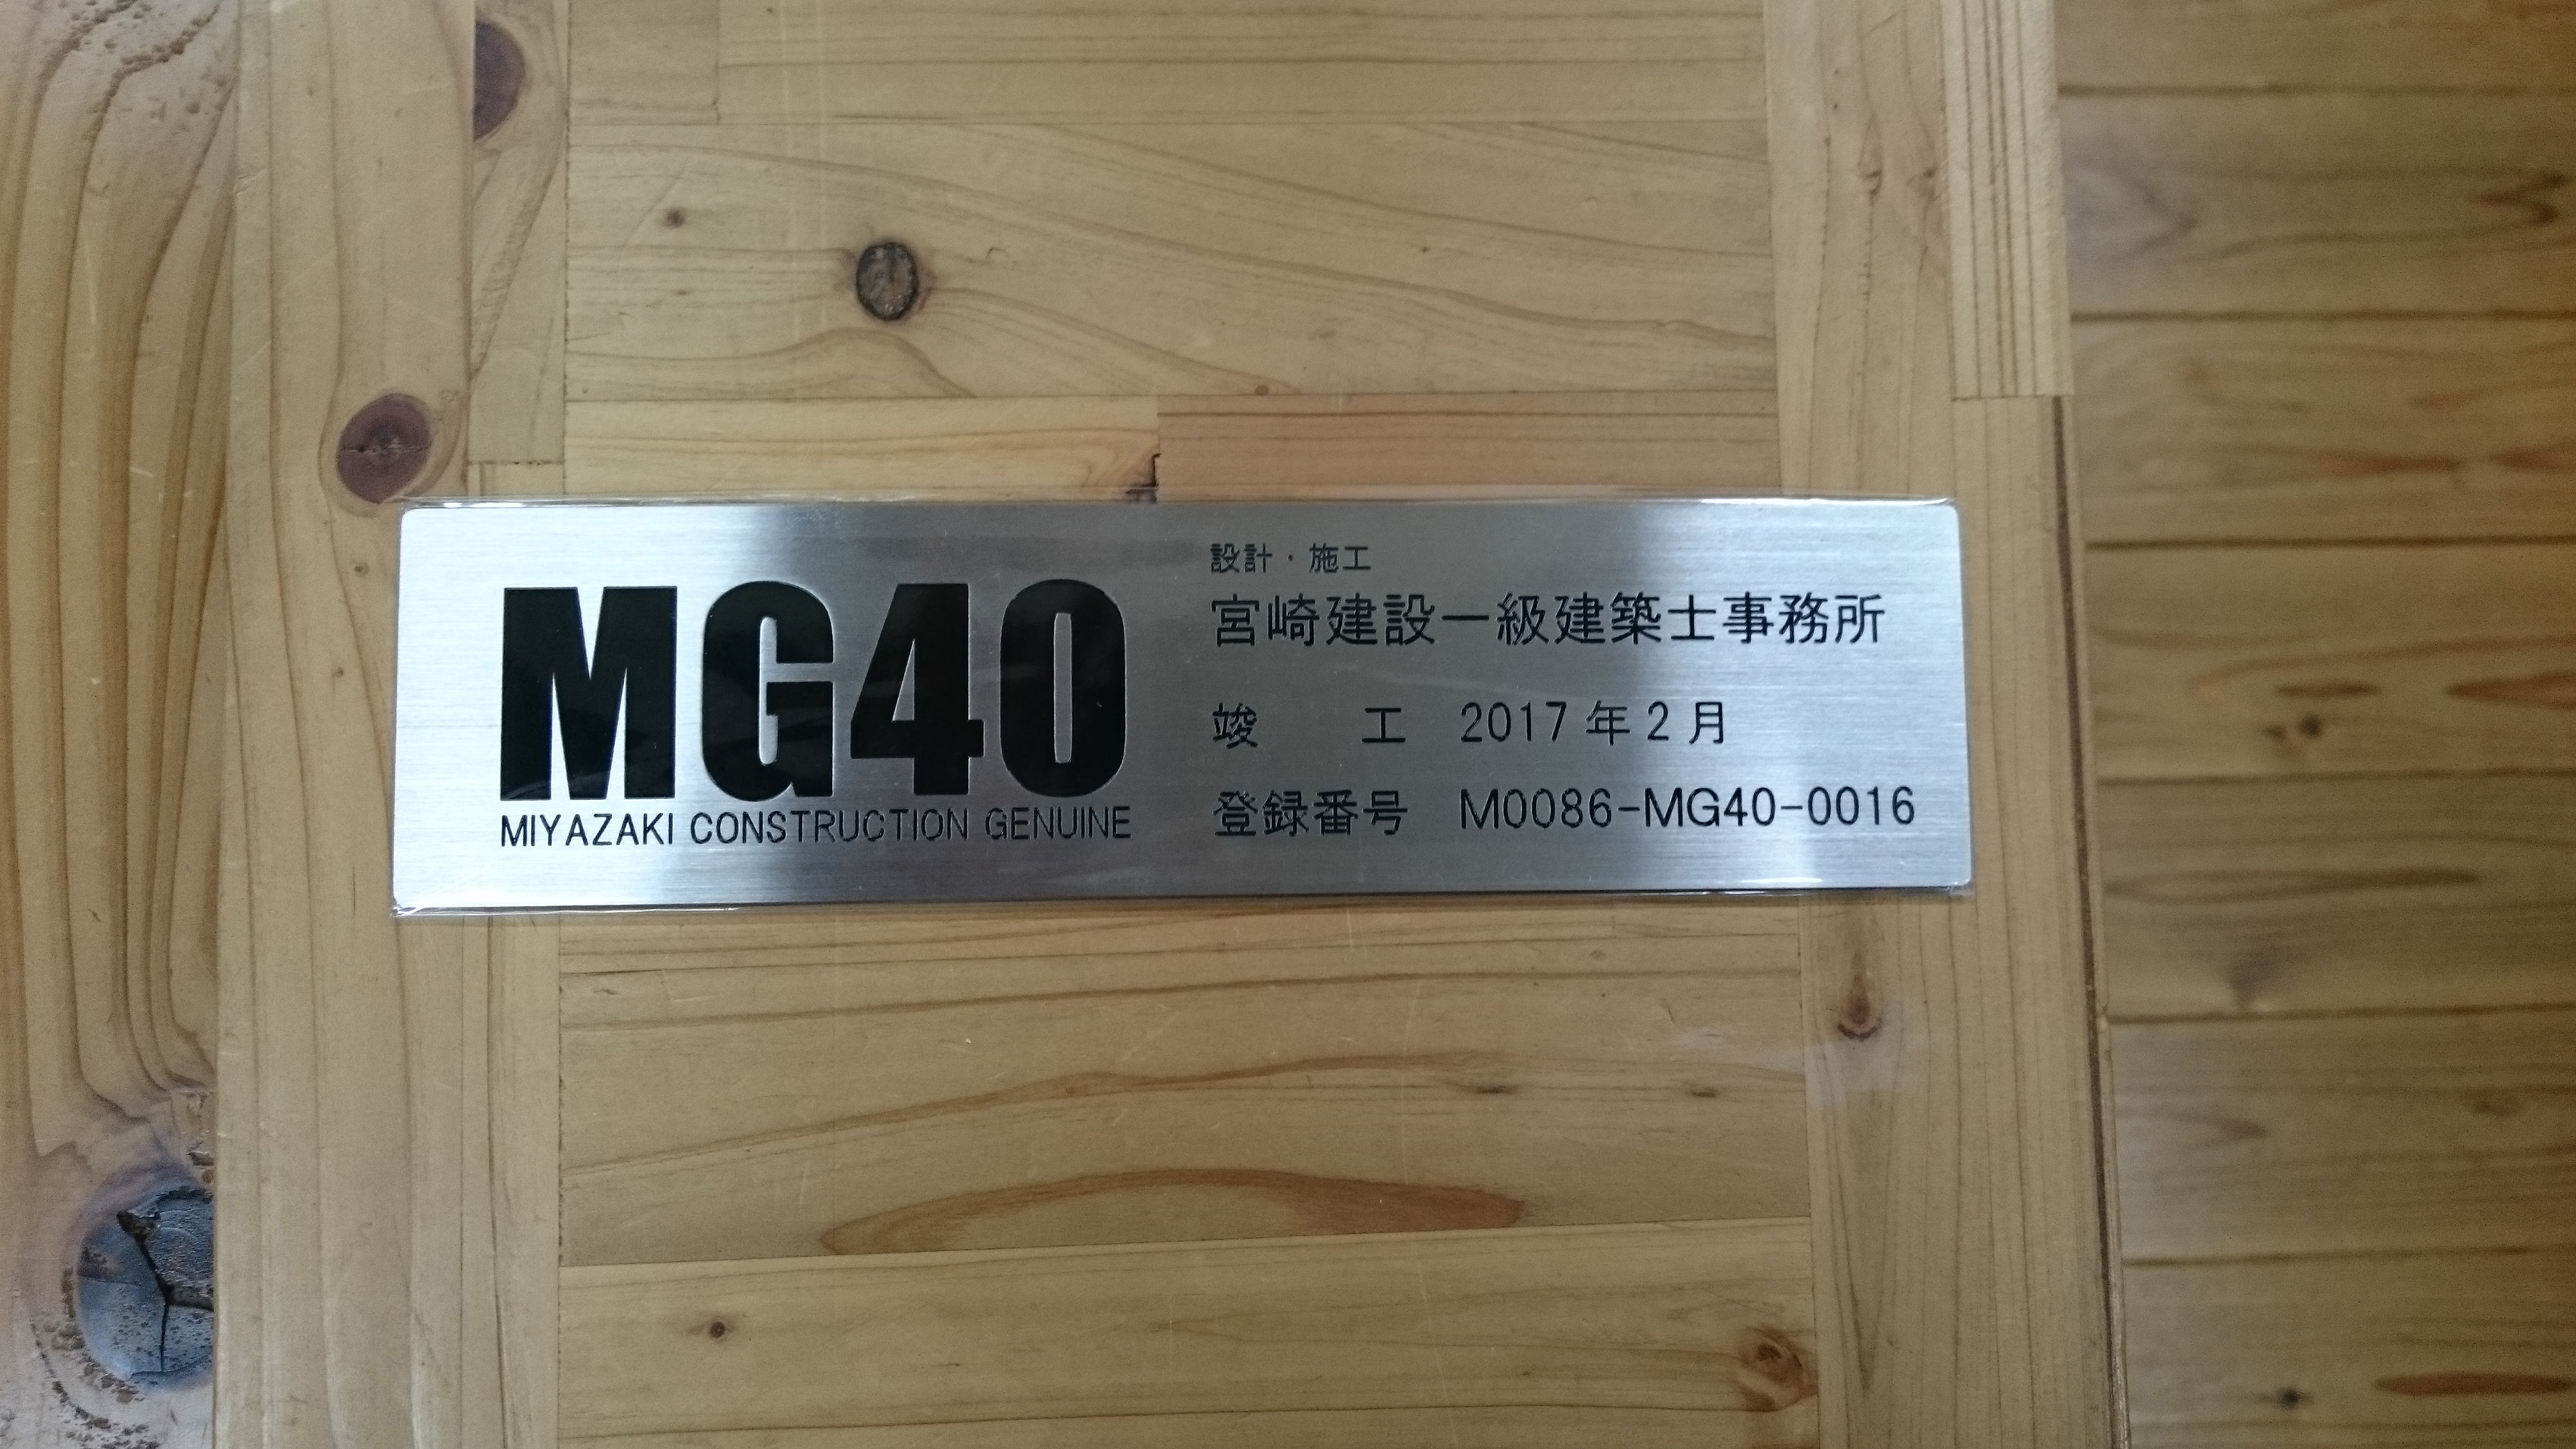 MG40
MIYAZAKI CONSTRUCTION GENUINE
設計・施工
宮崎建設一級建築士事務所
竣　　工　2017年2月
登録番号　M0086-MG40-0016